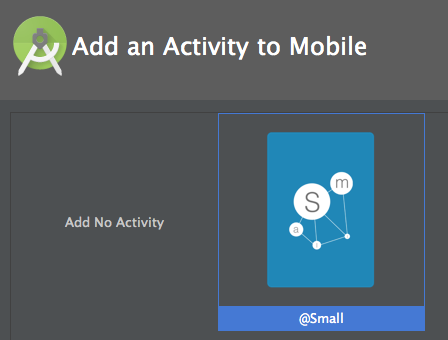 Add an Activity to Mobile
Add No Activity
S
m
a
@Small